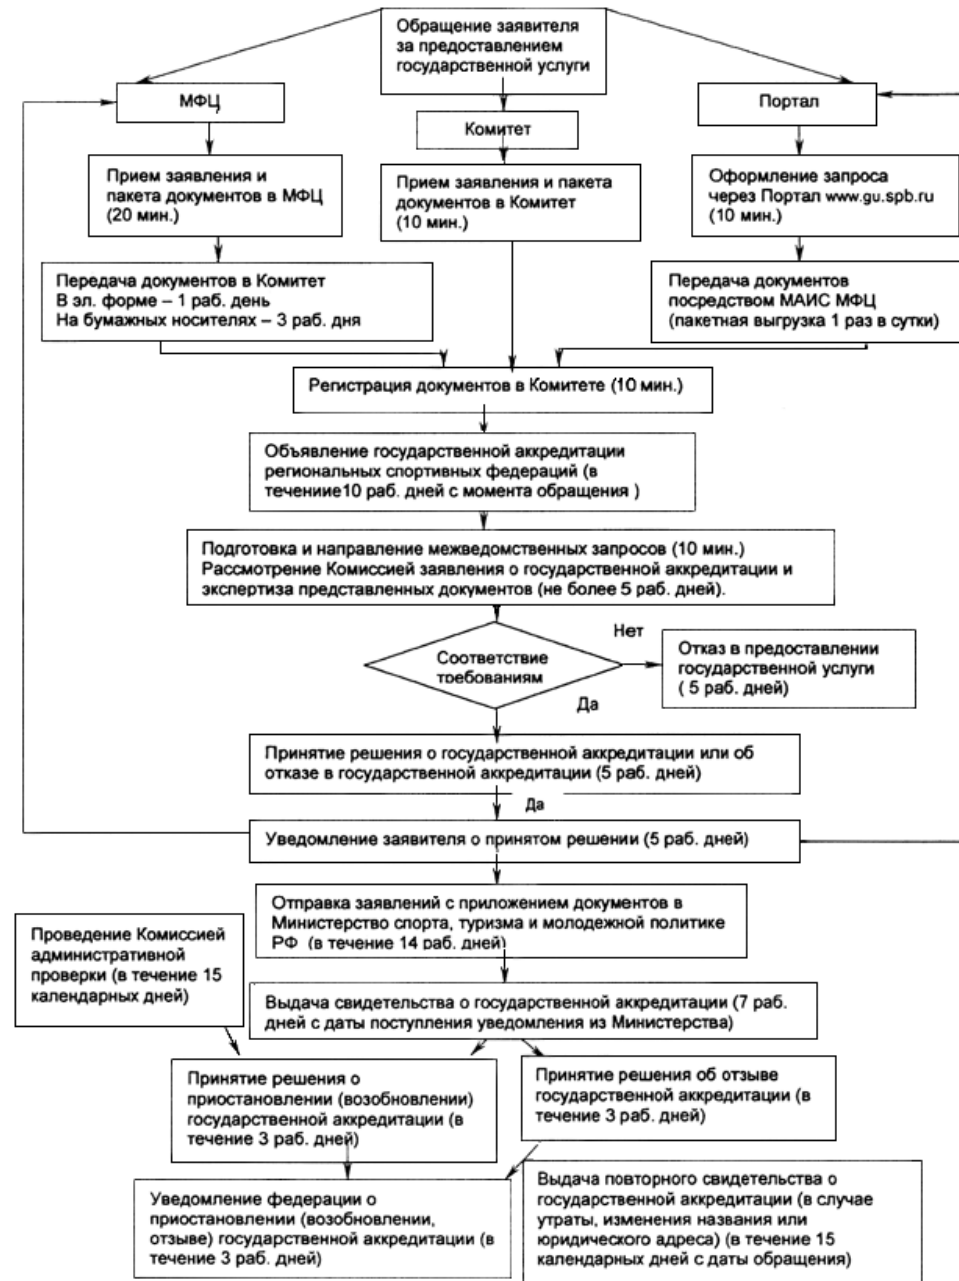 Обращение заявителя
за предоставлением
государственной услуги
МФЦ
Комитет
Портал
Прием заявления и
пакета документов в МФЦ
(20 мин.)
Прием заявления и пакета
документов в Комитет
(10 мин.)
Оформление запроса
через Портал www.gu.spb.ru
(10 мин.)
Передача документов в Комитет
В эл. форме – 1 раб. день
На бумажных носителях – 3 раб. дня
Передача документов
посредством МАИС МФЦ
(пакетная выгрузка 1 раз в сутки)
Регистрация документов в Комитете (10 мин.)
Объявление государственной аккредитации
региональных спортивных федераций (в
течениие10 раб. дней с момента обращения )
Подготовка и направление межведомственных запросов (10 мин.)
Рассмотрение Комиссией заявления о государственной аккредитации и
экспертиза представленных документов (не более 5 раб. дней).
Соответствие
требованиям
Нет
Отказ в предоставлении
государственной услуги
( 5 раб. дней)
Да
Принятие решения о государственной аккредитации или об
отказе в государственной аккредитации (5 раб. дней)
Да
Уведомление заявителя о принятом решении (5 раб. дней)
Отправка заявлений с приложением документов в
Министерство спорта, туризма и молодежной политике
РФ (в течение 14 раб. дней)
Проведение Комиссией
административной
проверки (в течение 15
календарных дней)
Выдача свидетельства о государственной аккредитации (7 раб.
дней с даты поступления уведомления из Министерства)
Принятие решения о
приостановлении (возобновлении)
государственной аккредитации (в
течение 3 раб. дней)
Принятие решения об отзыве
государственной аккредитации (в
течение 3 раб. дней)
Уведомление федерации о
приостановлении (возобновлении,
отзыве) государственной аккредитации (в
течение 3 раб. дней)
Выдача повторного свидетельства о
государственной аккредитации (в случае
утраты, изменения названия или
юридического адреса) (в течение 15
календарных дней с даты обращения)